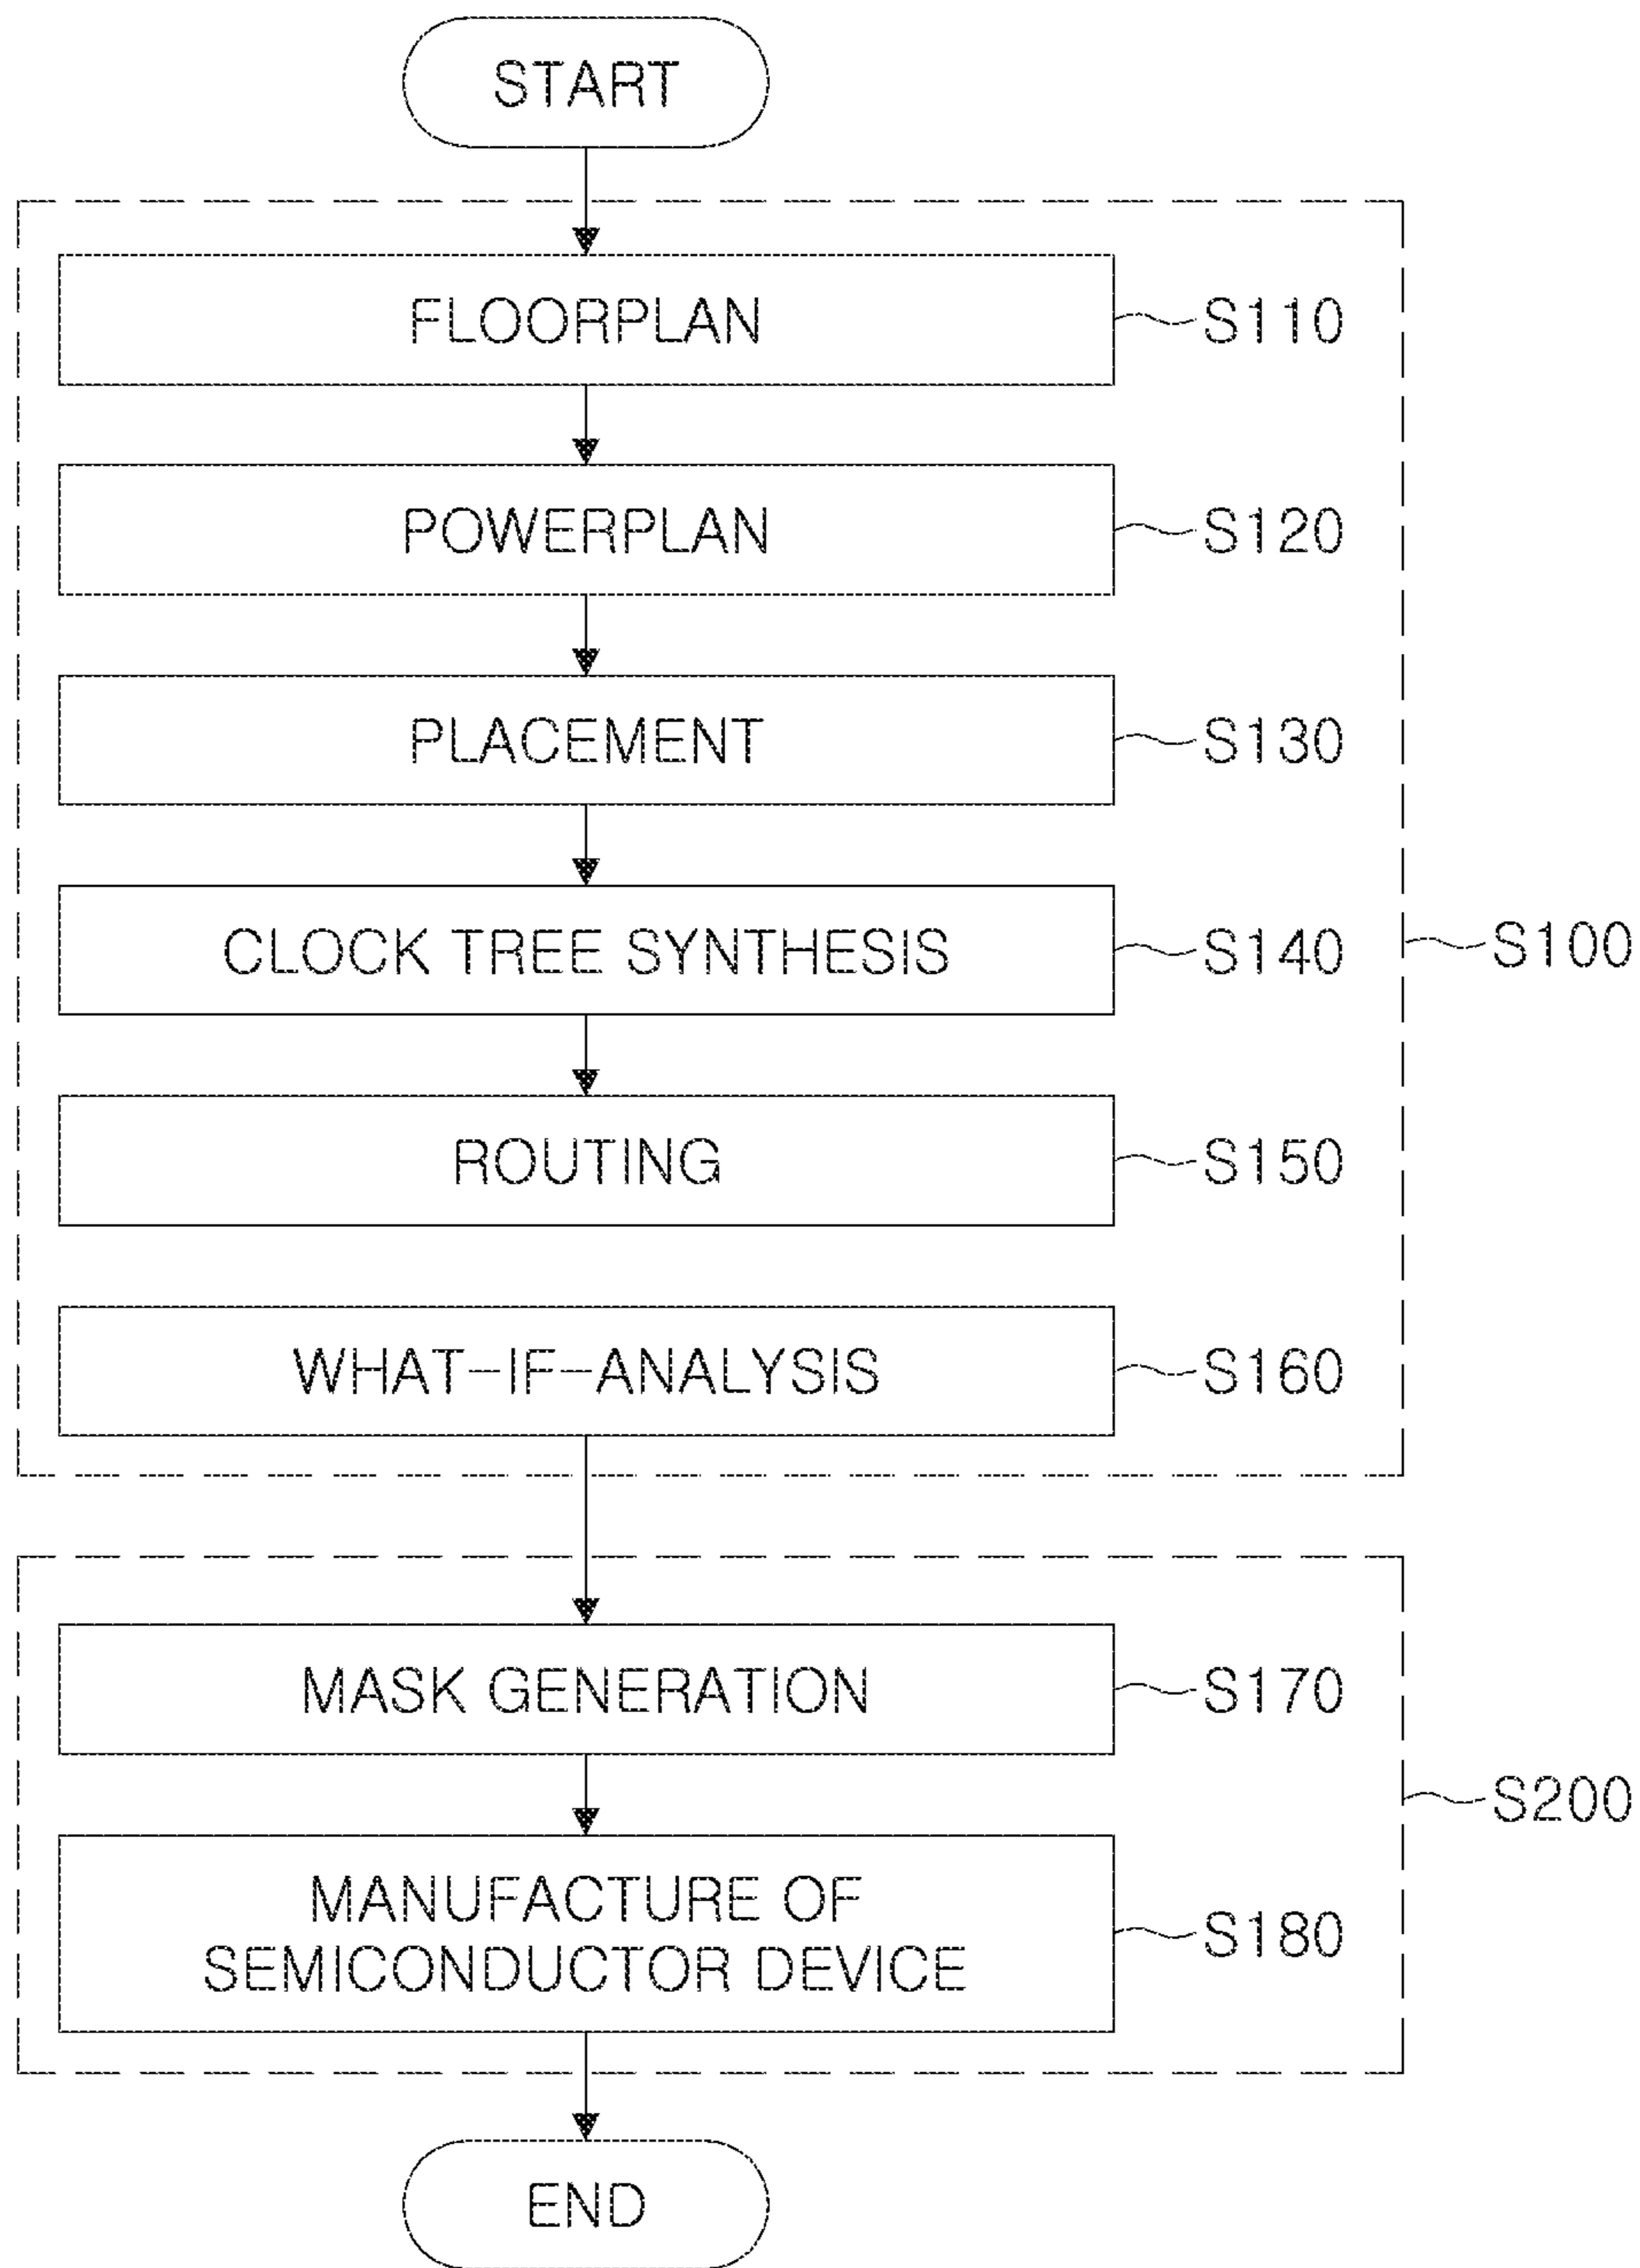 START
FLOORPLAN
S110
POWERPLAN
S120
PLACEMENT
S130
CLOCK TREE SYNTHESIS
S140
S100
ROUTING
S150
WHAT-IF-ANALYSIS
S160
MASK GENERATION
S170
S200
MANUFACTURE OF
SEMICONDUCTOR DEVICE
S180
END